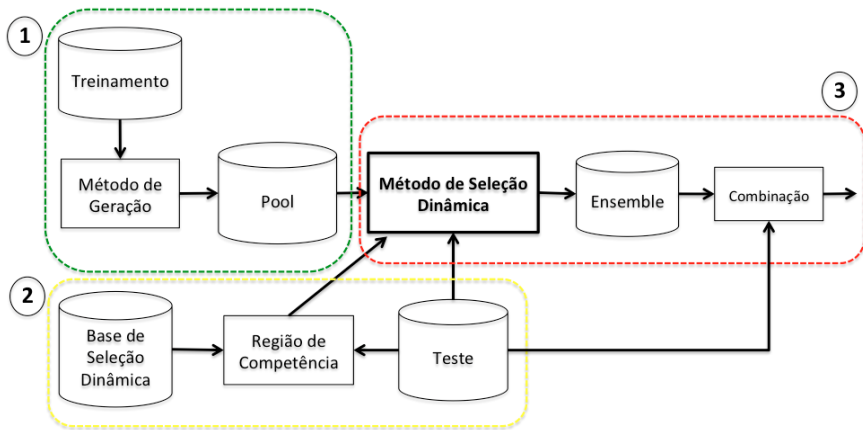 1
Treinamento
Método de
Geração
Pool
3
Método de Seleção
Dinâmica
Ensemble
Combinação
2
Base de
Seleção
Dinâmica
Região de
Competência
Teste